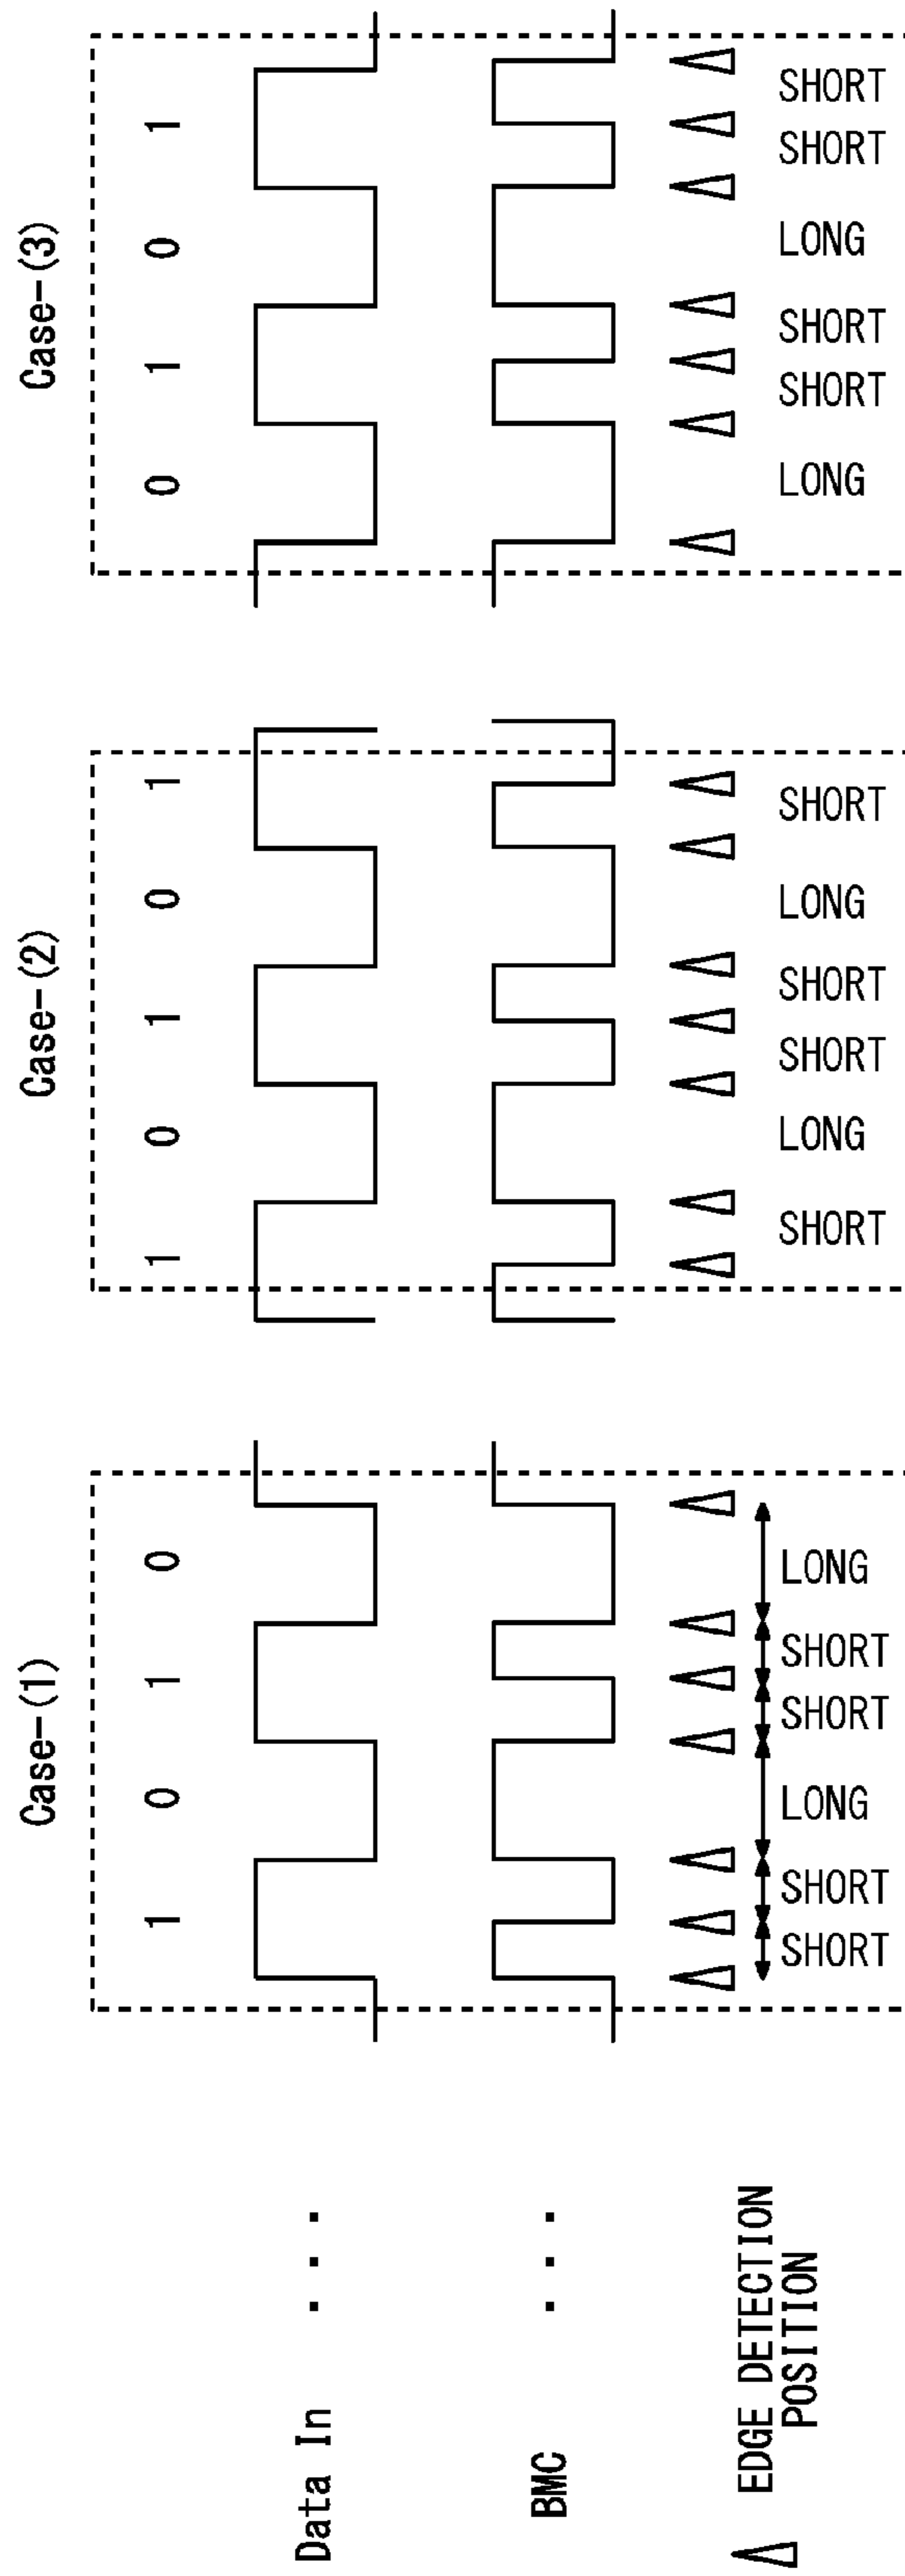 Case-(1) Case-(2) Case-(3)
1 0 1 0 1 0 1 0 1 0 1 0 1
Data In ...
BMC ...
EDGE DETECTION
POSITION
SHORT SHORT LONG SHORT SHORT LONG
SHORT LONG SHORT SHORT LONG SHORT
LONG SHORT SHORT LONG SHORT SHORT